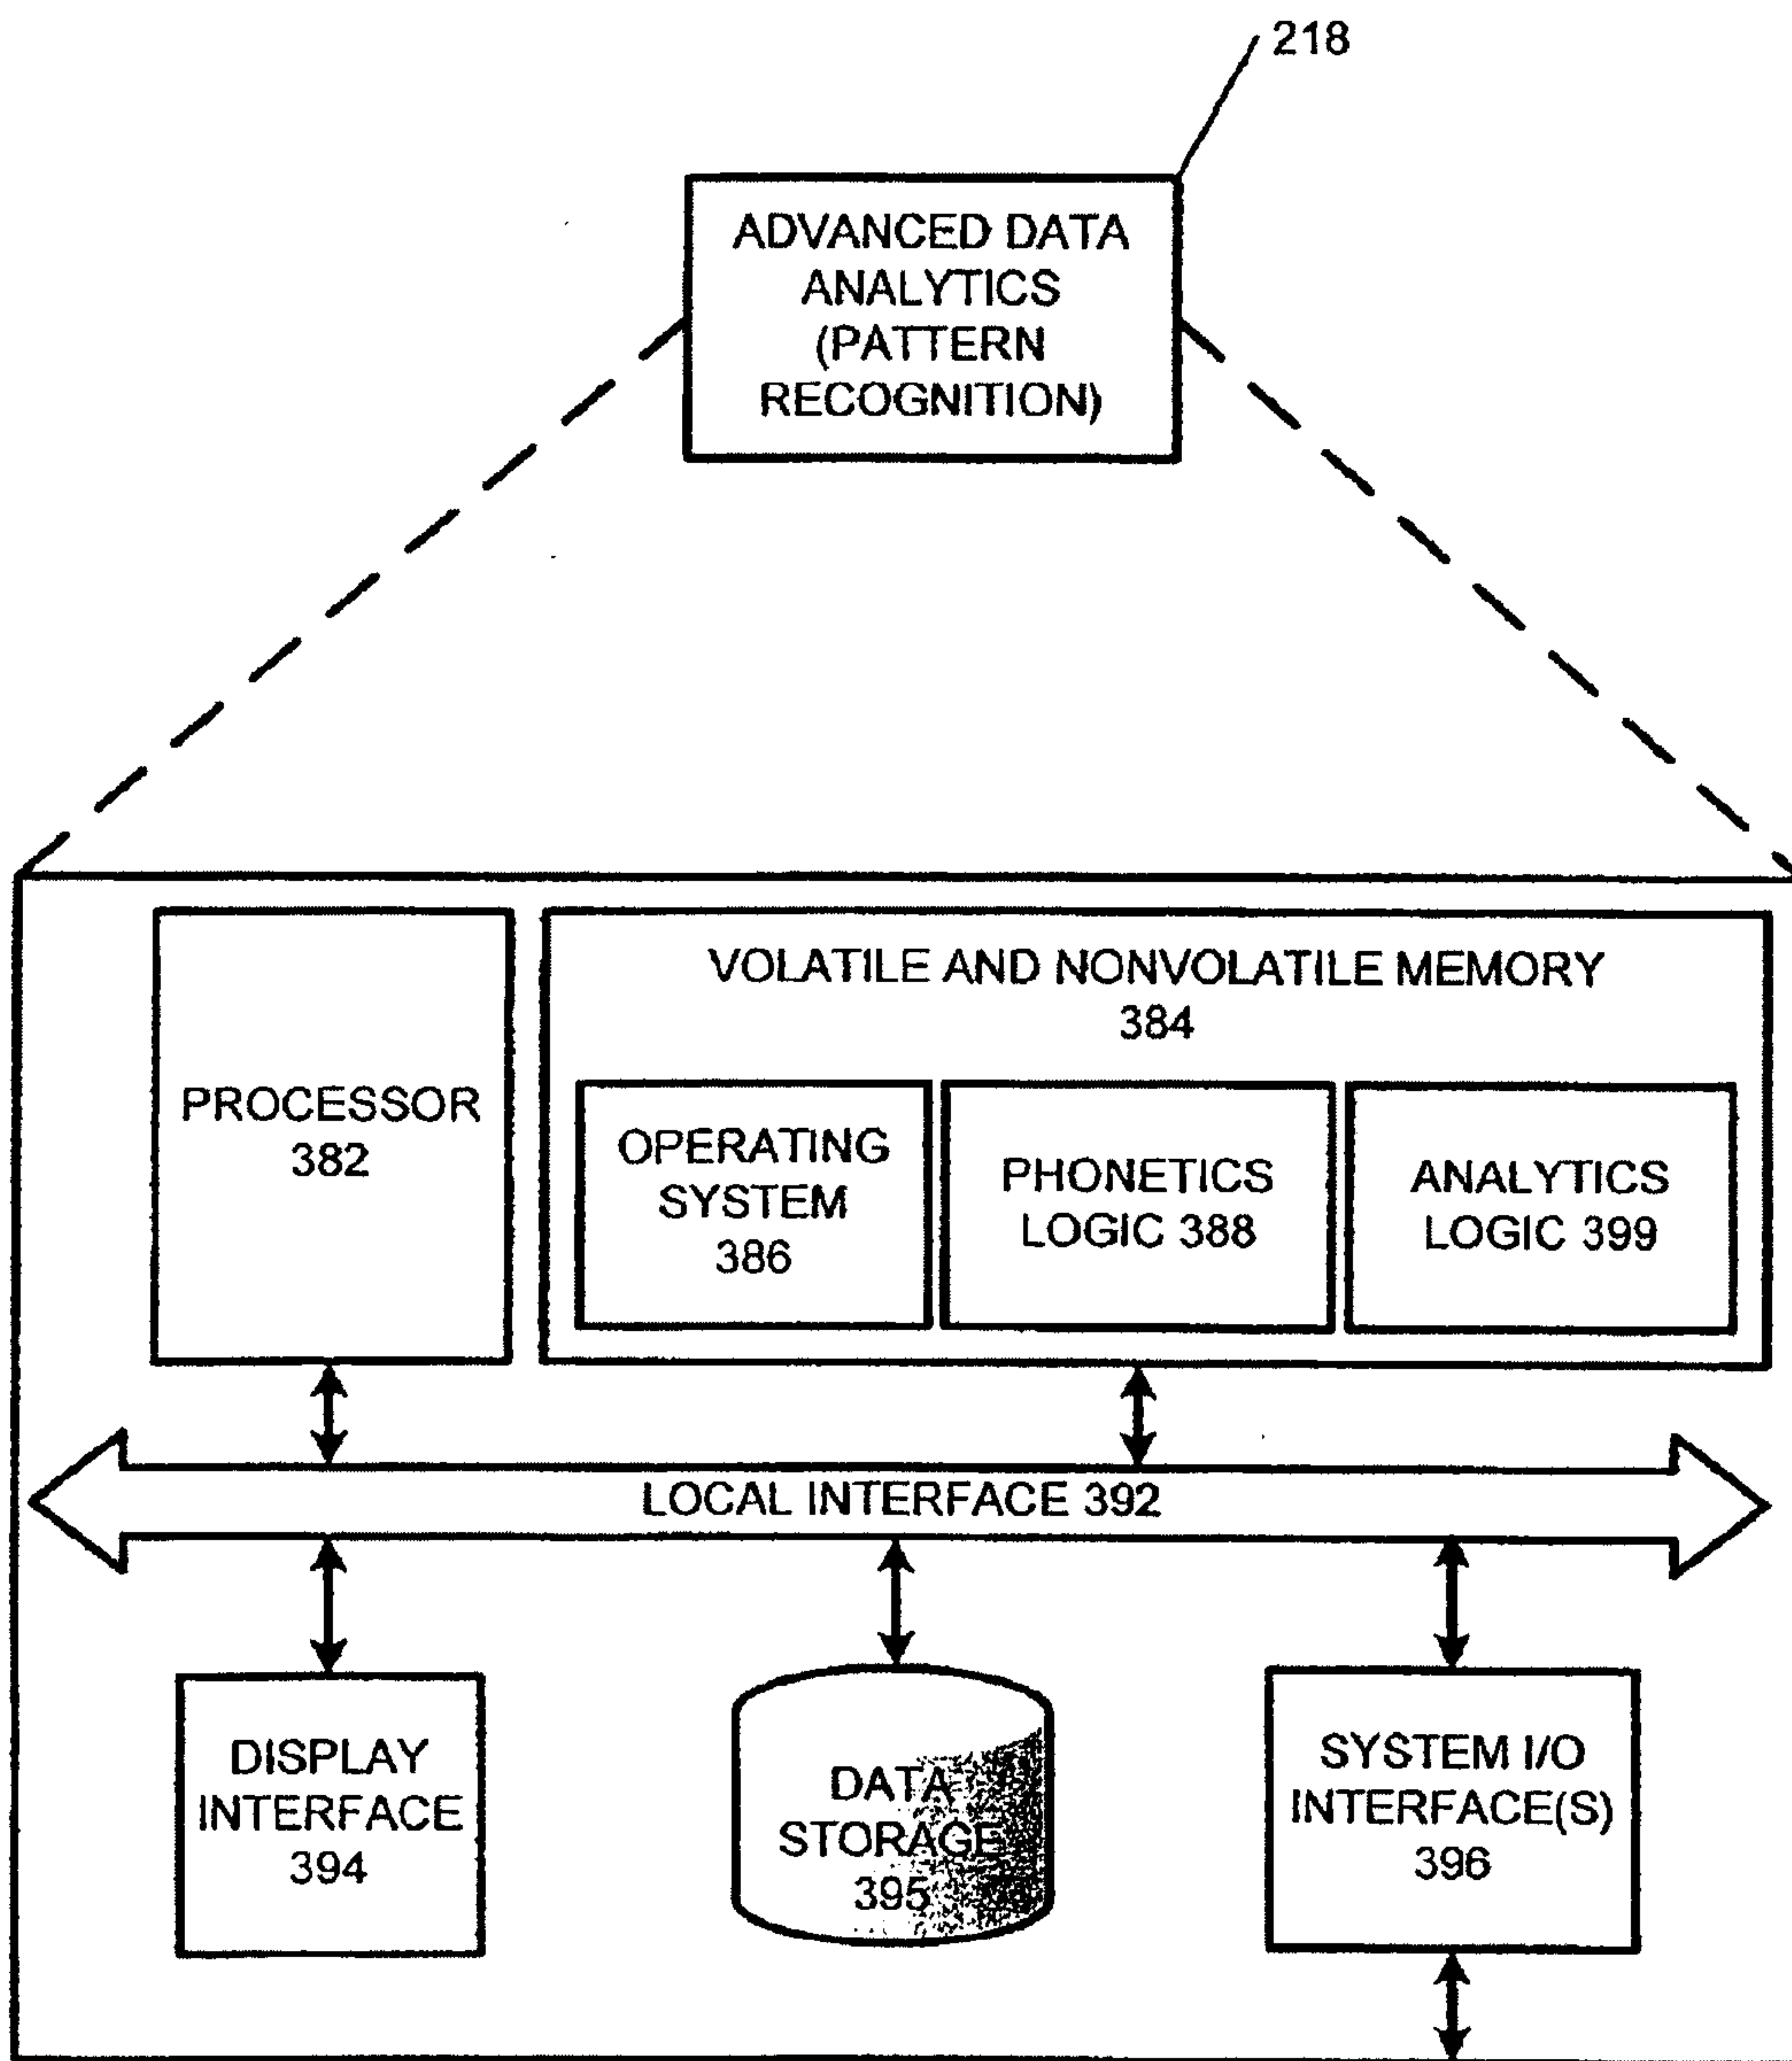 218
ADVANCED DATA
ANALYTICS
(PATTERN
RECOGNITION)
VOLATILE AND NONVOLATILE MEMORY
384
PROCESSOR
382
OPERATING
SYSTEM
386
PHONETICS
LOGIC 388
ANALYTICS
LOGIC 399
LOCAL INTERFACE 392
DISPLAY
INTERFACE
394
DATA
STORAGE
395
SYSTEM I/O
INTERFACE(S)
396